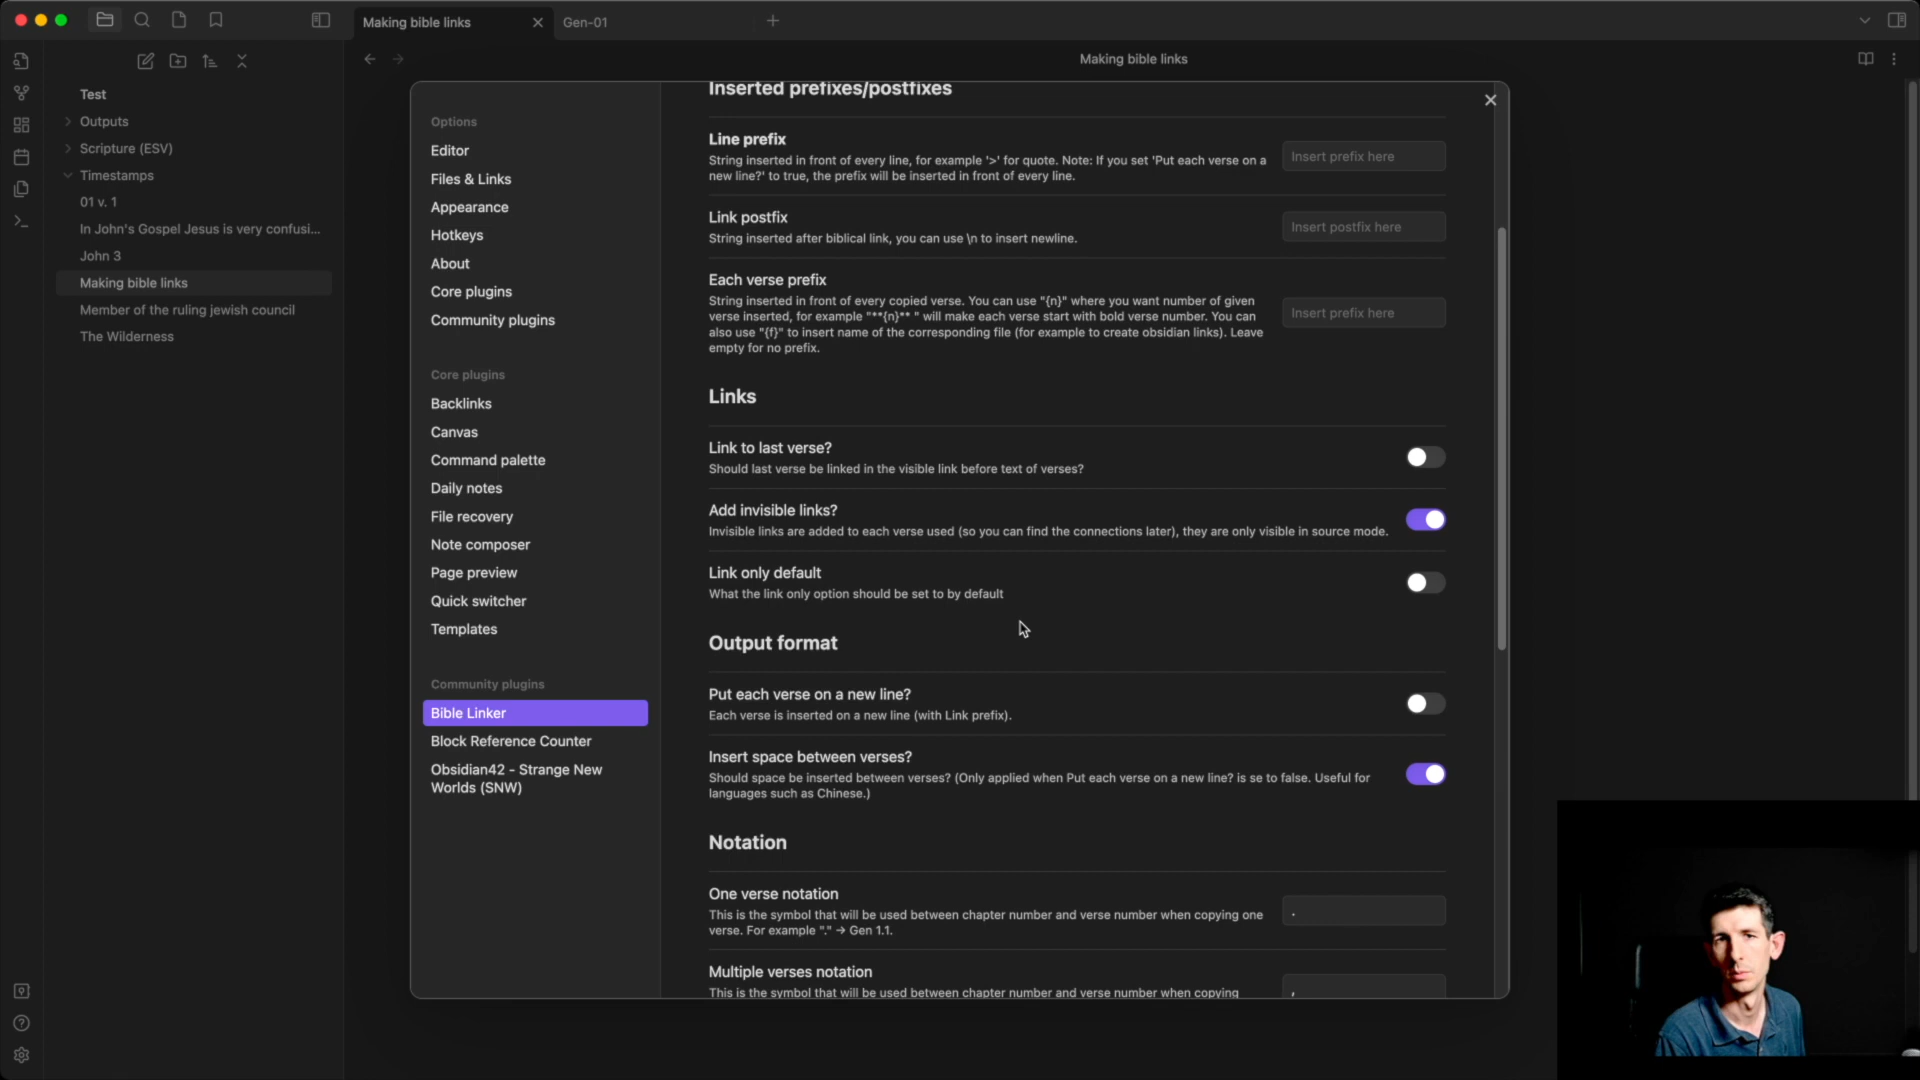 Making bible links
Gen-01
Making bible links
Test
Outputs
Scripture (ESV)
Timestamps
01 v. 1
In John's Gospel Jesus is very confusi...
John 3
Making bible links
Member of the ruling jewish council
The Wilderness
Options
Editor
Files & Links
Appearance
Hotkeys
About
Core plugins
Community plugins
Core plugins
Backlinks
Canvas
Command palette
Daily notes
File recovery
Note composer
Page preview
Quick switcher
Templates
Community plugins
Bible Linker
Block Reference Counter
Obsidian42 - Strange New
Worlds (SNW)
Inserted prefixes/postfixes
Line prefix
String inserted in front of every line, for example '>' for quote. Note: If you set 'Put each verse on a
new line?' to true, the prefix will be inserted in front of every line.
Insert prefix here
Link postfix
String inserted after biblical link, you can use \n to insert newline.
Insert postfix here
Each verse prefix
String inserted in front of every copied verse. You can use "{n}" where you want number of given
verse inserted, for example "**{n}** " will make each verse start with bold verse number. You can
also use "{f}" to insert name of the corresponding file (for example to create obsidian links). Leave
empty for no prefix.
Insert prefix here
Links
Link to last verse?
Should last verse be linked in the visible link before text of verses?
Add invisible links?
Invisible links are added to each verse used (so you can find the connections later), they are only visible in source mode.
Link only default
What the link only option should be set to by default
Output format
Put each verse on a new line?
Each verse is inserted on a new line (with Link prefix).
Insert space between verses?
Should space be inserted between verses? (Only applied when Put each verse on a new line? is se to false. Useful for
languages such as Chinese.)
Notation
One verse notation
This is the symbol that will be used between chapter number and verse number when copying one
verse. For example "." → Gen 1.1.
.
Multiple verses notation
This is the symbol that will be used between chapter number and verse number when copying
,